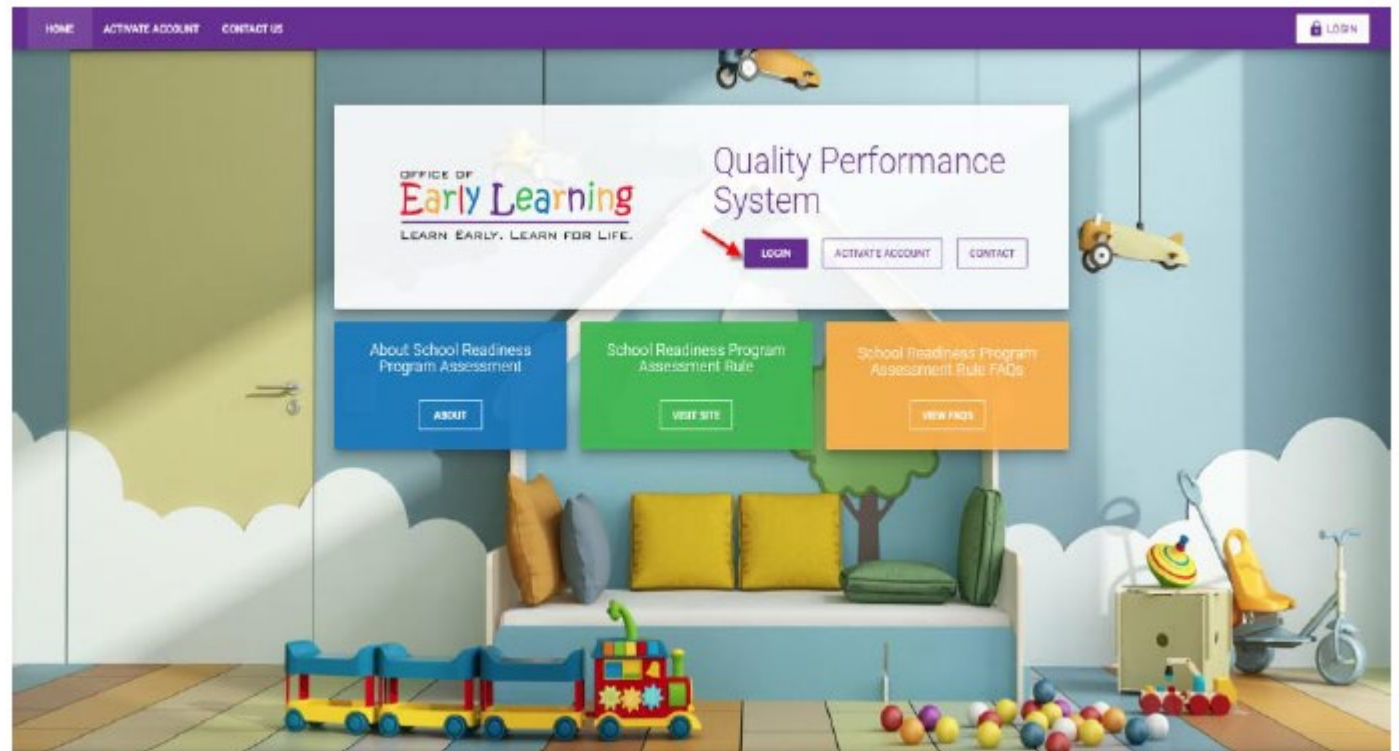 HOME ACTIVATE ACCOUNT CONTACT US LOGIN
OFFICE OF
Early Learning
LEARN EARLY. LEARN FOR LIFE.
Quality Performance
System
LOGIN ACTIVATE ACCOUNT CONTACT
About School Readiness
Program Assessment
ABOUT
School Readiness Program
Assessment Rule
VISIT SITE
School Readiness Program
Assessment Rule FAQs
VIEW FAQS